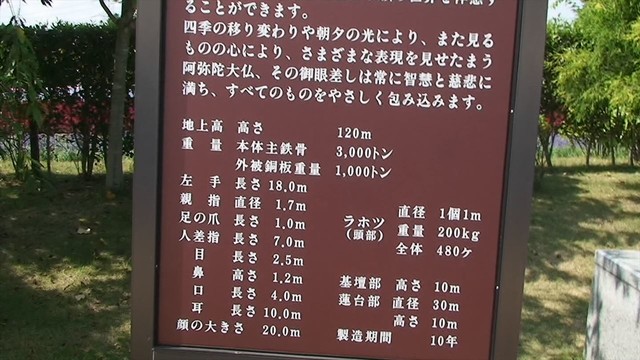 ることができます。
四季の移り変わりや朝夕の光により、また見る
ものの心により、さまざまな表現を見せたまう
阿弥陀大仏、その御眼差しは常に智慧と慈悲に
満ち、すべてのものをやさしく包み込みます。
地上高 高さ 120m
重量 本体主鉄骨 3,000トン
外被銅板重量 1,000トン
左手 長さ 18.0m
親指 直径 1.7m
足の爪 長さ 1.0m
人差指 長さ 7.0m
目 長さ 2.5m
鼻 高さ 1.2m
口 長さ 4.0m
耳 長さ 10.0m
顔の大きさ 20.0m
直径 1個1m
ラホツ 重量 200kg
(頭部)
全体 480ケ
基壇部 高さ 10m
蓮台部 直径 30m
高さ 10m
製造期間 10年